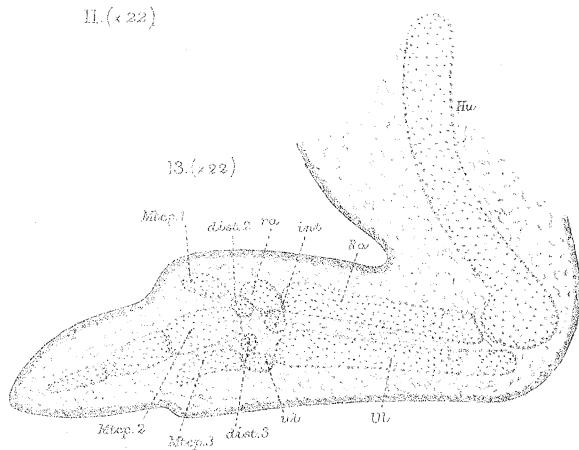 11. (×22)
Hu
13. (×22)
Mtcp.1
dist.2
ra
int
Ra
Mtcp.2
Mtcp.3
dist.3
Ul